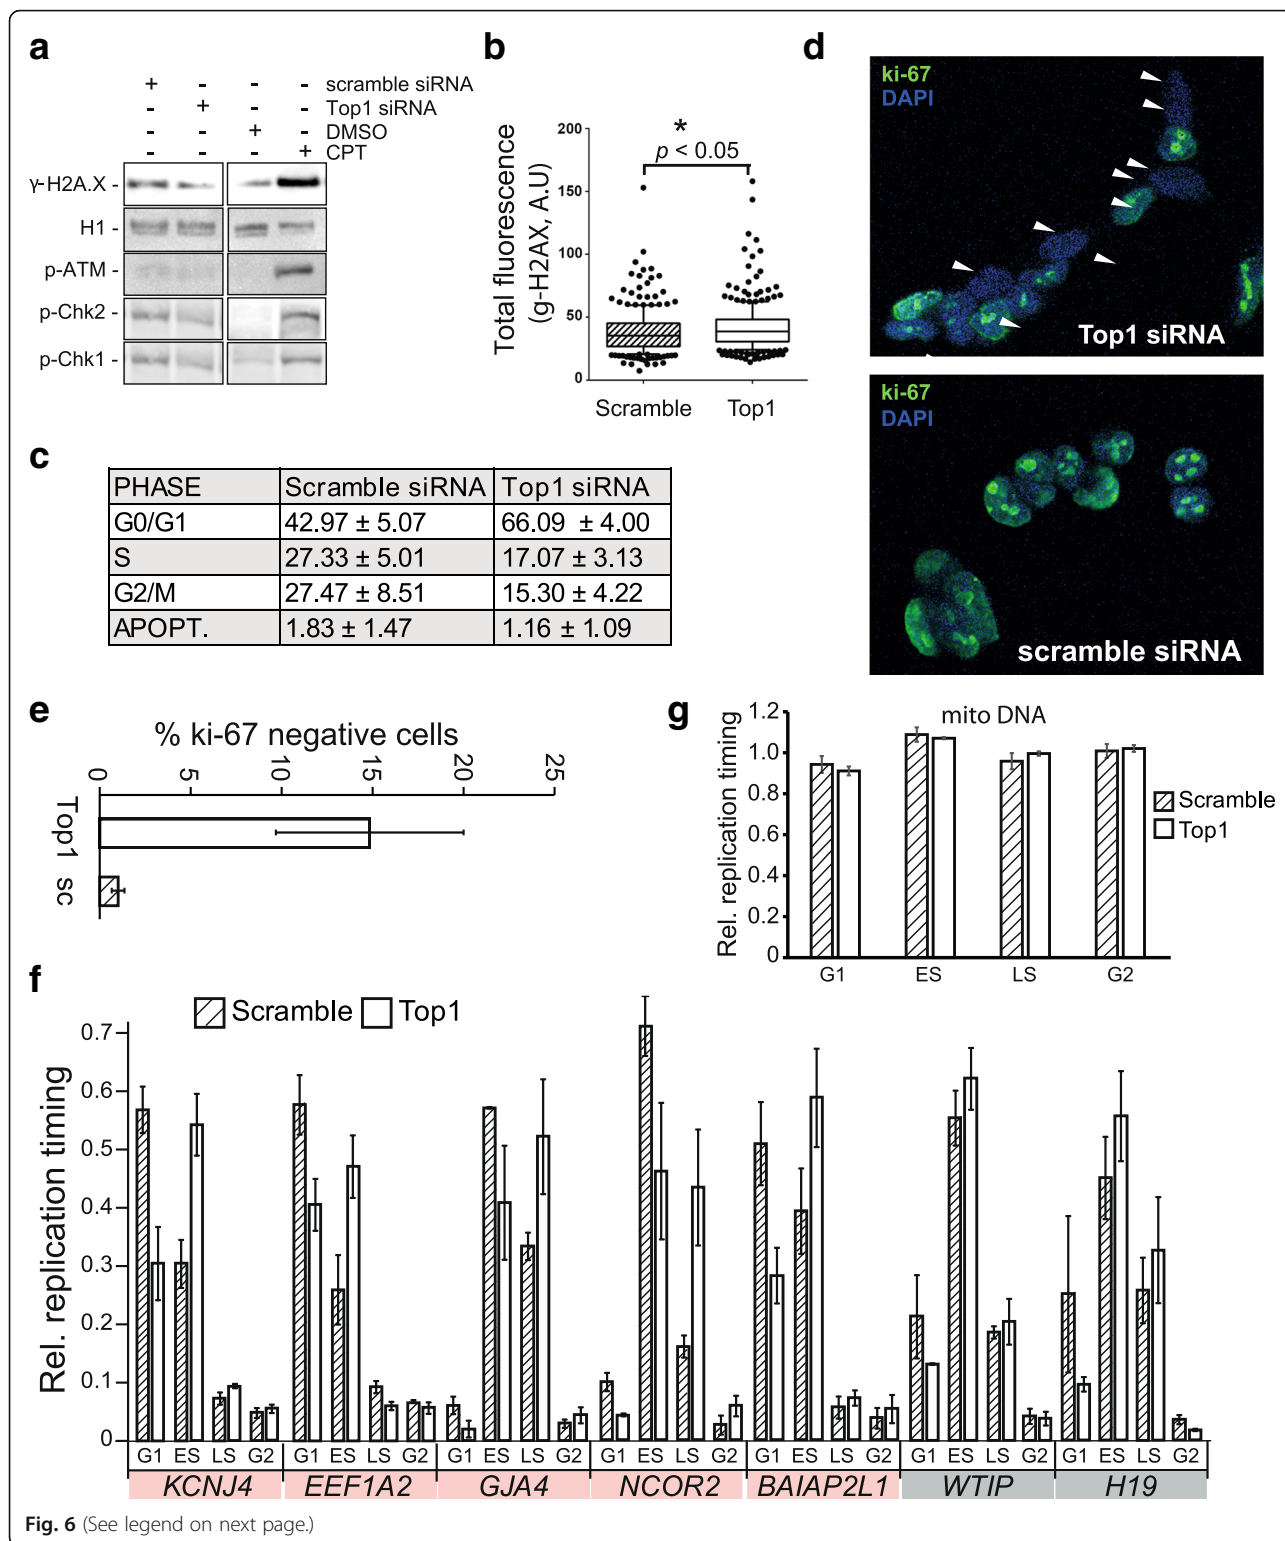 a
+ - - - scramble siRNA
- + - - Top1 siRNA
- - + - DMSO
- - - + CPT
γ-H2A.X -
H1 -
p-ATM -
p-Chk2 -
p-Chk1 -
b
Total fluorescence
(g-H2AX, A.U)
200
150
100
50
0
*
p < 0.05
Scramble Top1
c
PHASE Scramble siRNA Top1 siRNA
G0/G1 42.97 ± 5.07 66.09 ± 4.00
S 27.33 ± 5.01 17.07 ± 3.13
G2/M 27.47 ± 8.51 15.30 ± 4.22
APOPT. 1.83 ± 1.47 1.16 ± 1.09
d
ki-67
DAPI
Top1 siRNA
ki-67
DAPI
scramble siRNA
e
% ki-67 negative cells
0 5 10 15 20 25
Top1
sc
g
mito DNA
Rel. replication timing
1.2
1.0
0.8
0.6
0.4
0.2
0
G1 ES LS G2
Scramble
Top1
f
Scramble Top1
Rel. replication timing
0.7
0.6
0.5
0.4
0.3
0.2
0.1
0
G1 ES LS G2 G1 ES LS G2 G1 ES LS G2 G1 ES LS G2 G1 ES LS G2 G1 ES LS G2 G1 ES LS G2
KCNJ4 EEF1A2 GJA4 NCOR2 BAIAP2L1 WTIP H19
Fig. 6 (See legend on next page.)